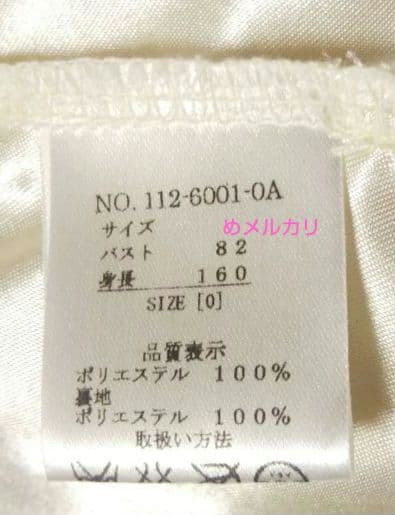 NO. 112-6001-0A
サイズ
めメルカリ
バスト 82
身長 160
SIZE [0]
品質表示
ポリエステル 100%
裏地
ポリエステル 100%
取扱い方法